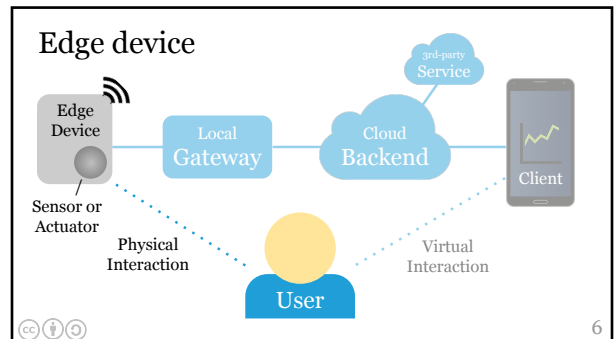 Edge device
3rd-party
Service
Edge
Device
Local
Gateway
Cloud
Backend
Client
Sensor or
Actuator
Physical
Interaction
Virtual
Interaction
User
cc
6